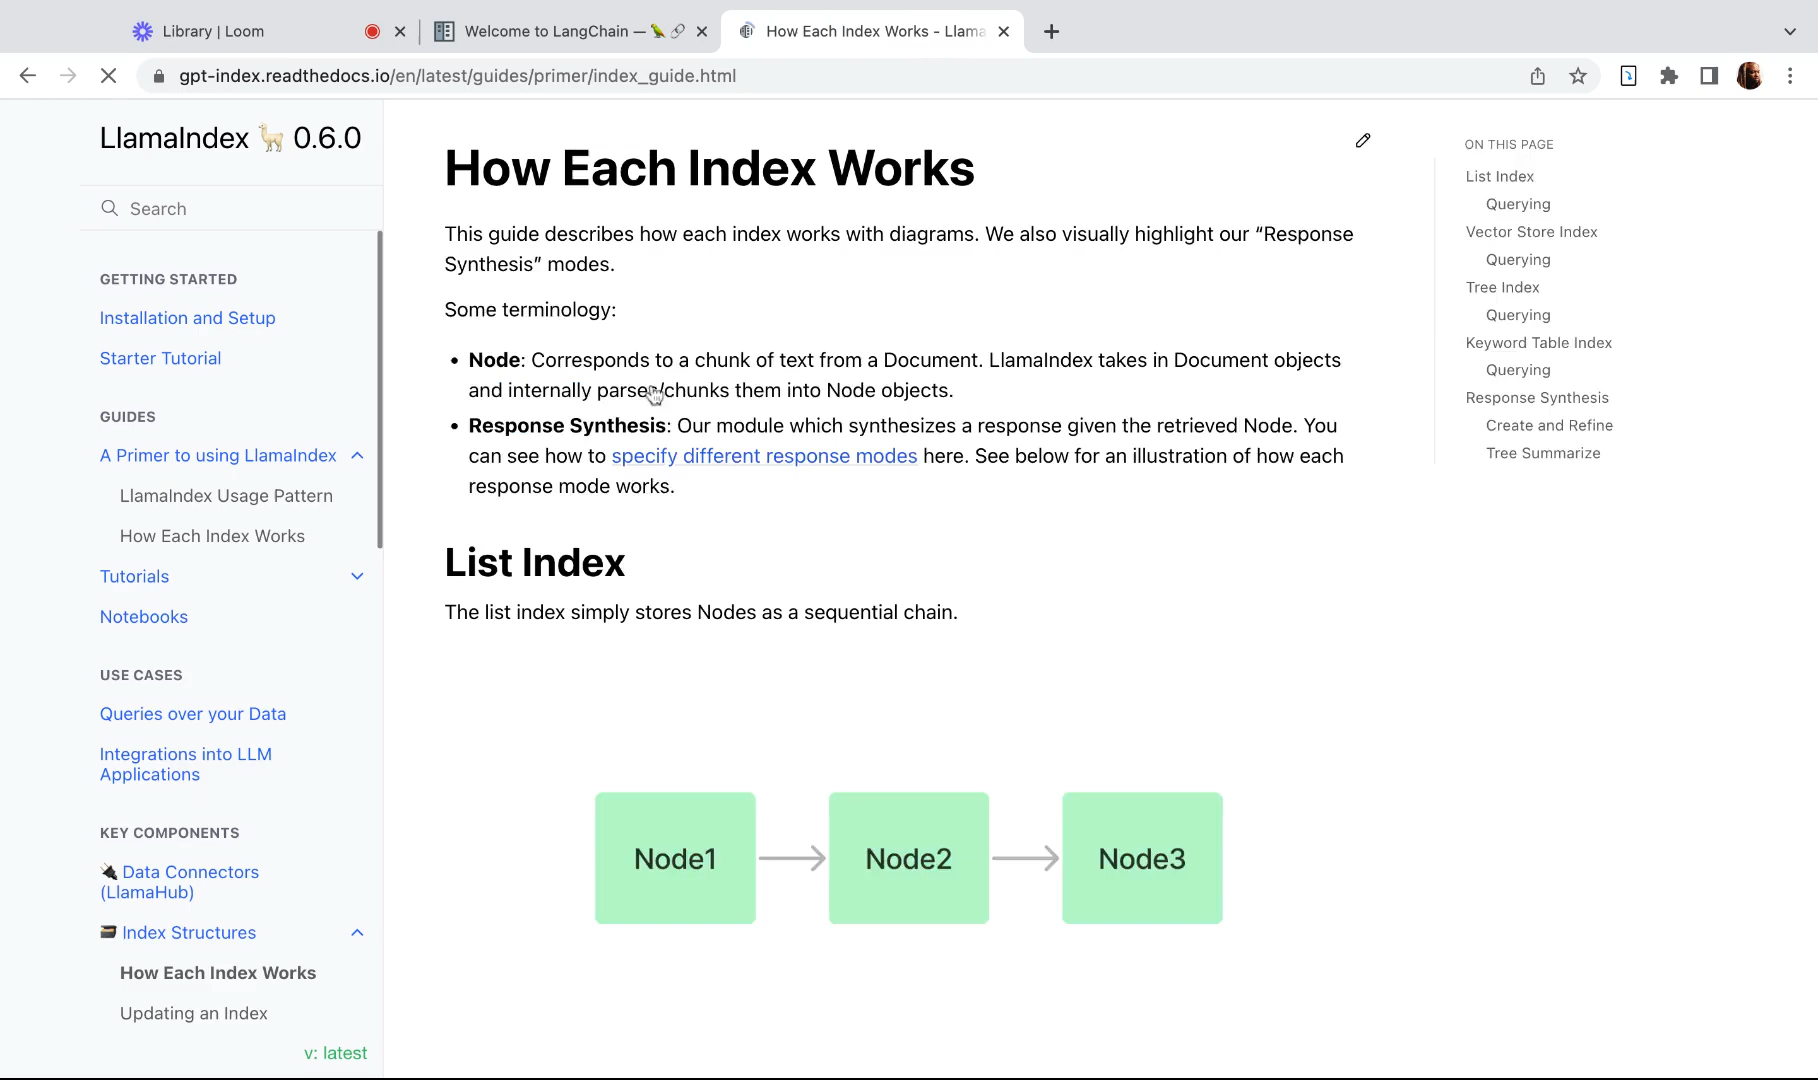 Library | Loom
Welcome to LangChain —
How Each Index Works - Llama
gpt-index.readthedocs.io/en/latest/guides/primer/index_guide.html
LlamaIndex 🦙 0.6.0
Search
GETTING STARTED
Installation and Setup
Starter Tutorial
GUIDES
A Primer to using LlamaIndex
LlamaIndex Usage Pattern
How Each Index Works
Tutorials
Notebooks
USE CASES
Queries over your Data
Integrations into LLM
Applications
KEY COMPONENTS
Data Connectors
(LlamaHub)
Index Structures
How Each Index Works
Updating an Index
v: latest
How Each Index Works
This guide describes how each index works with diagrams. We also visually highlight our “Response
Synthesis” modes.
Some terminology:
• Node: Corresponds to a chunk of text from a Document. LlamaIndex takes in Document objects
and internally parses/chunks them into Node objects.
• Response Synthesis: Our module which synthesizes a response given the retrieved Node. You
can see how to specify different response modes here. See below for an illustration of how each
response mode works.
List Index
The list index simply stores Nodes as a sequential chain.
Node1
Node2
Node3
ON THIS PAGE
List Index
Querying
Vector Store Index
Querying
Tree Index
Querying
Keyword Table Index
Querying
Response Synthesis
Create and Refine
Tree Summarize